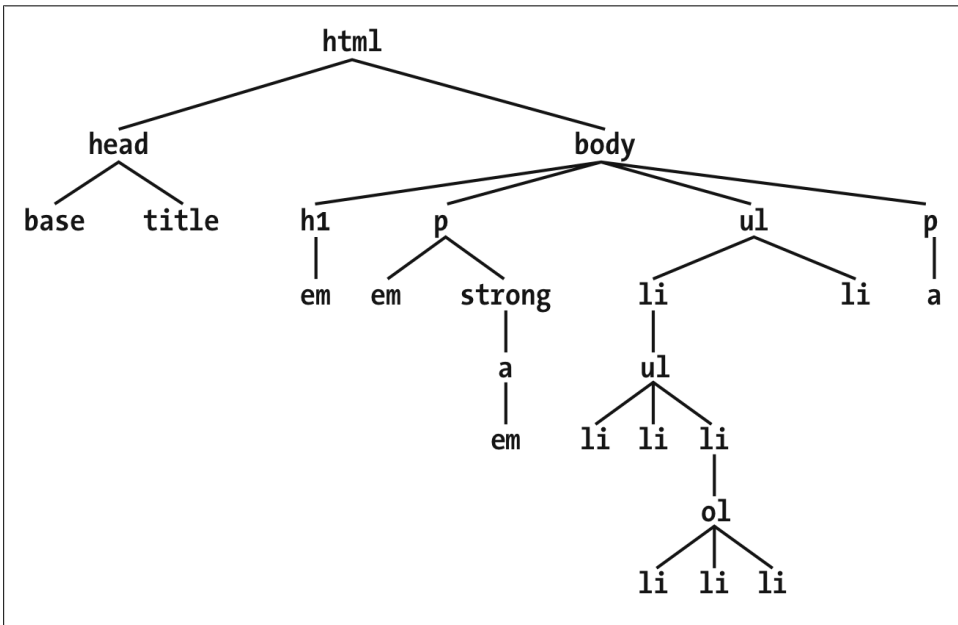 html
head body
base title h1 p ul p
em em strong li li a
a ul
em li li li
ol
li li li